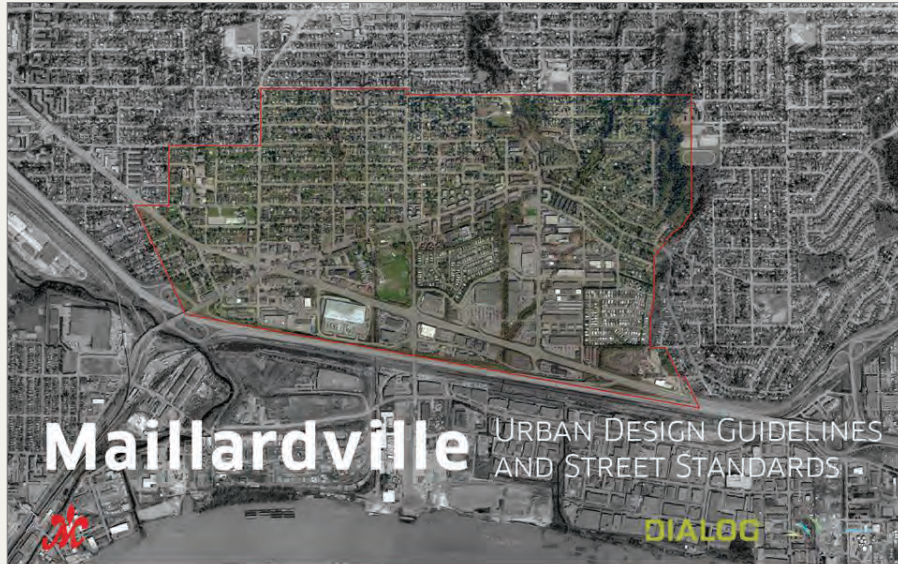 Maillardville
URBAN DESIGN GUIDELINES
AND STREET STANDARDS
DIALOG